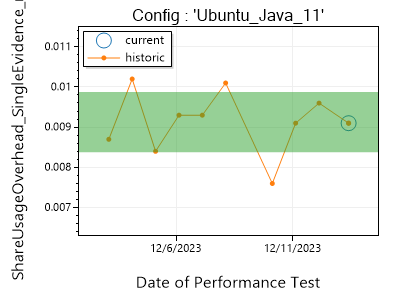 Config : 'Ubuntu_Java_11'
current
historic
0.011
0.01
0.009
0.008
0.007
ShareUsageOverhead_SingleEvidence_
12/6/2023
12/11/2023
Date of Performance Test